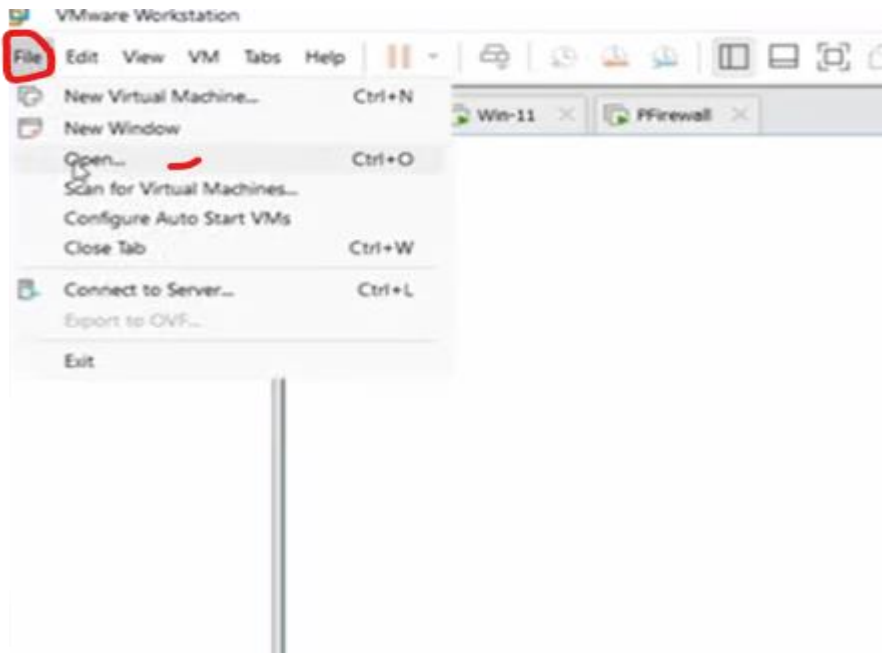 VMware Workstation
File Edit View VM Tabs Help
New Virtual Machine... Ctrl+N
Win-11 PFirewall
New Window
Open... Ctrl+O
Scan for Virtual Machines...
Configure Auto Start VMs
Close Tab Ctrl+W
Connect to Server... Ctrl+L
Export to OVF...
Exit